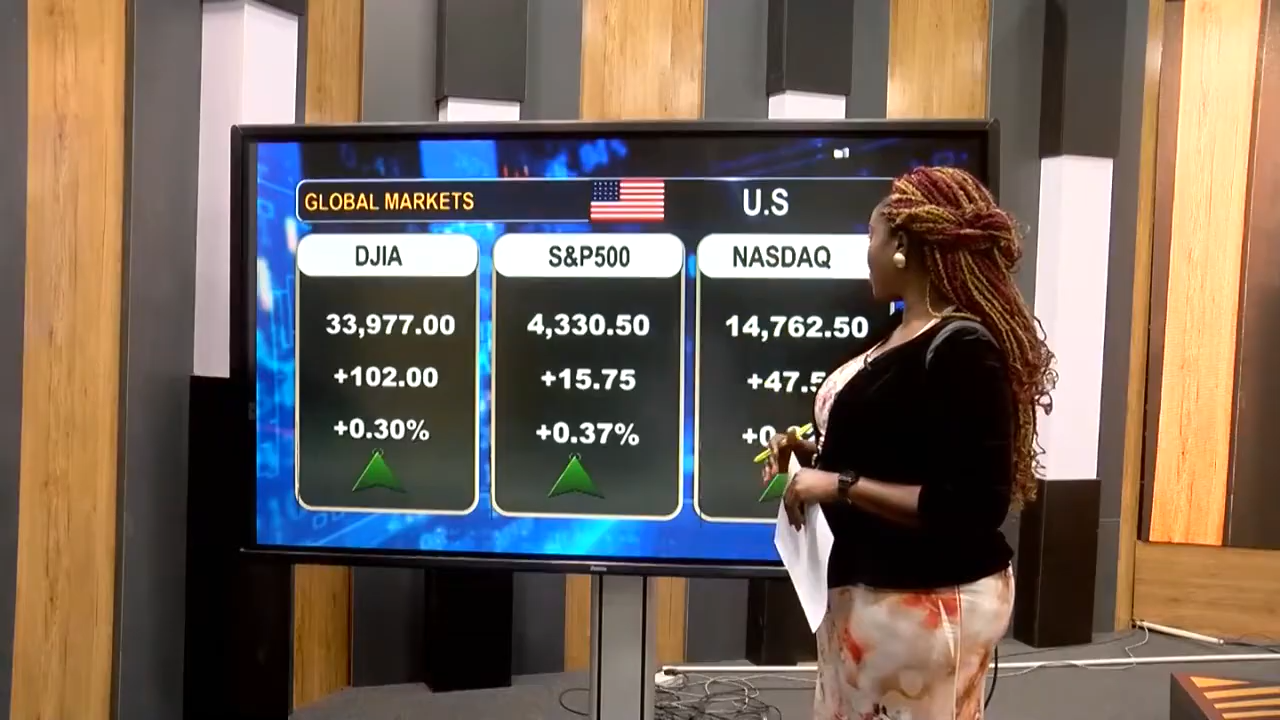 GLOBAL MARKETS
U.S
DJIA
33,977.00
+102.00
+0.30%
S&P500
4,330.50
+15.75
+0.37%
NASDAQ
14,762.50